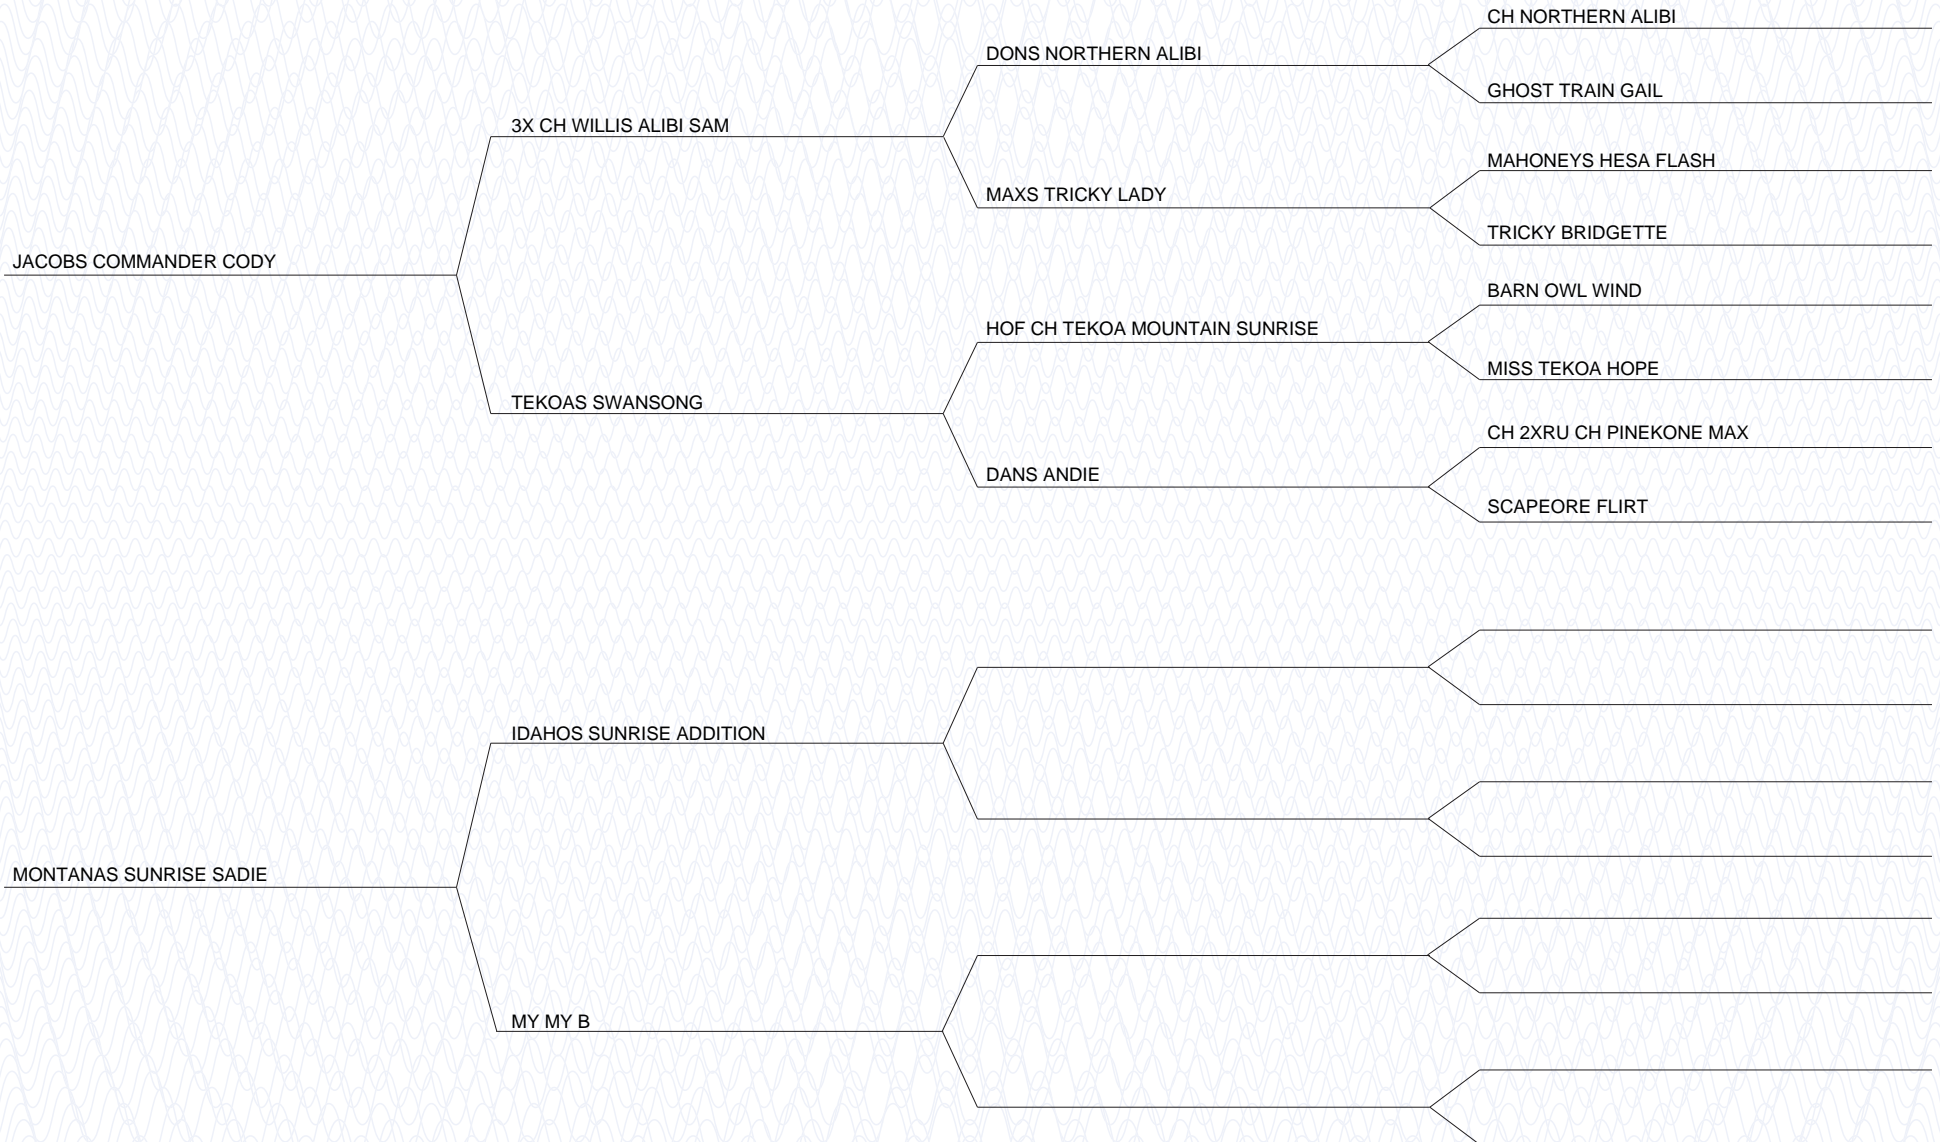 CH NORTHERN ALIBI
DONS NORTHERN ALIBI
GHOST TRAIN GAIL
3X CH WILLIS ALIBI SAM
MAHONEYS HESA FLASH
MAXS TRICKY LADY
TRICKY BRIDGETTE
JACOBS COMMANDER CODY
BARN OWL WIND
HOF CH TEKOA MOUNTAIN SUNRISE
MISS TEKOA HOPE
TEKOAS SWANSONG
CH 2XRU CH PINEKONE MAX
DANS ANDIE
SCAPEORE FLIRT
IDAHOS SUNRISE ADDITION
MONTANAS SUNRISE SADIE
MY MY B